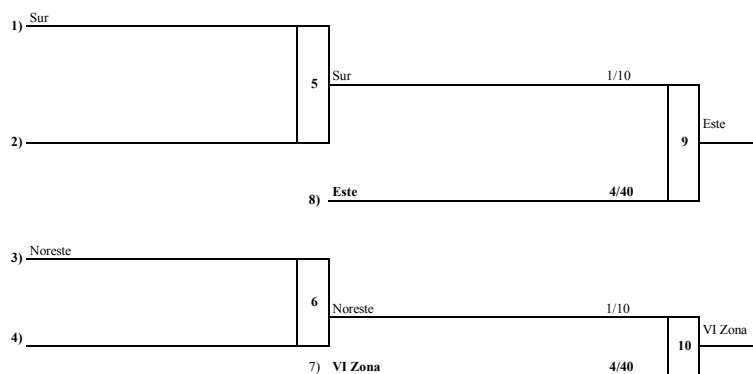 1) Sur
5 Sur 1/10
2)
9 Este
8) Este 4/40
3) Noreste
6 Noreste 1/10
4)
10 VI Zona
7) VI Zona 4/40